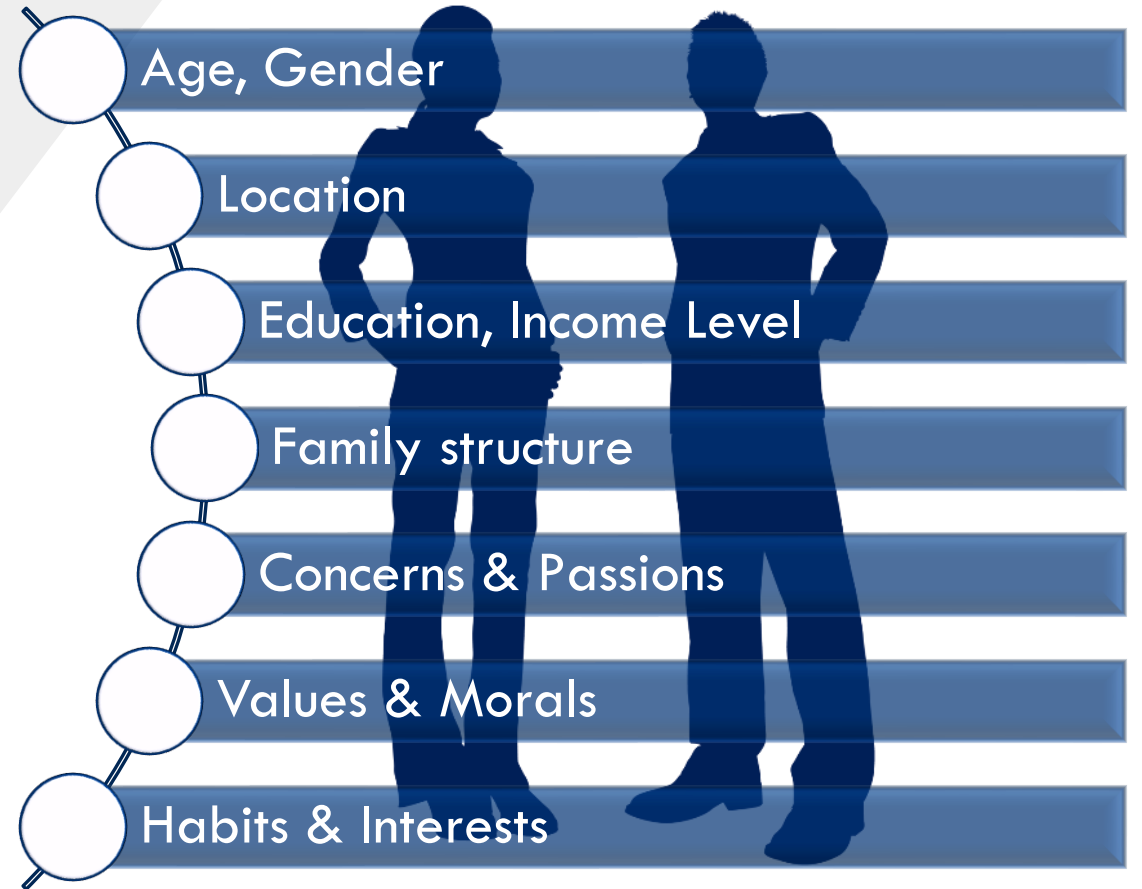 Age, Gender
Location
Education, Income Level
Family structure
Concerns & Passions
Values & Morals
Habits & Interests